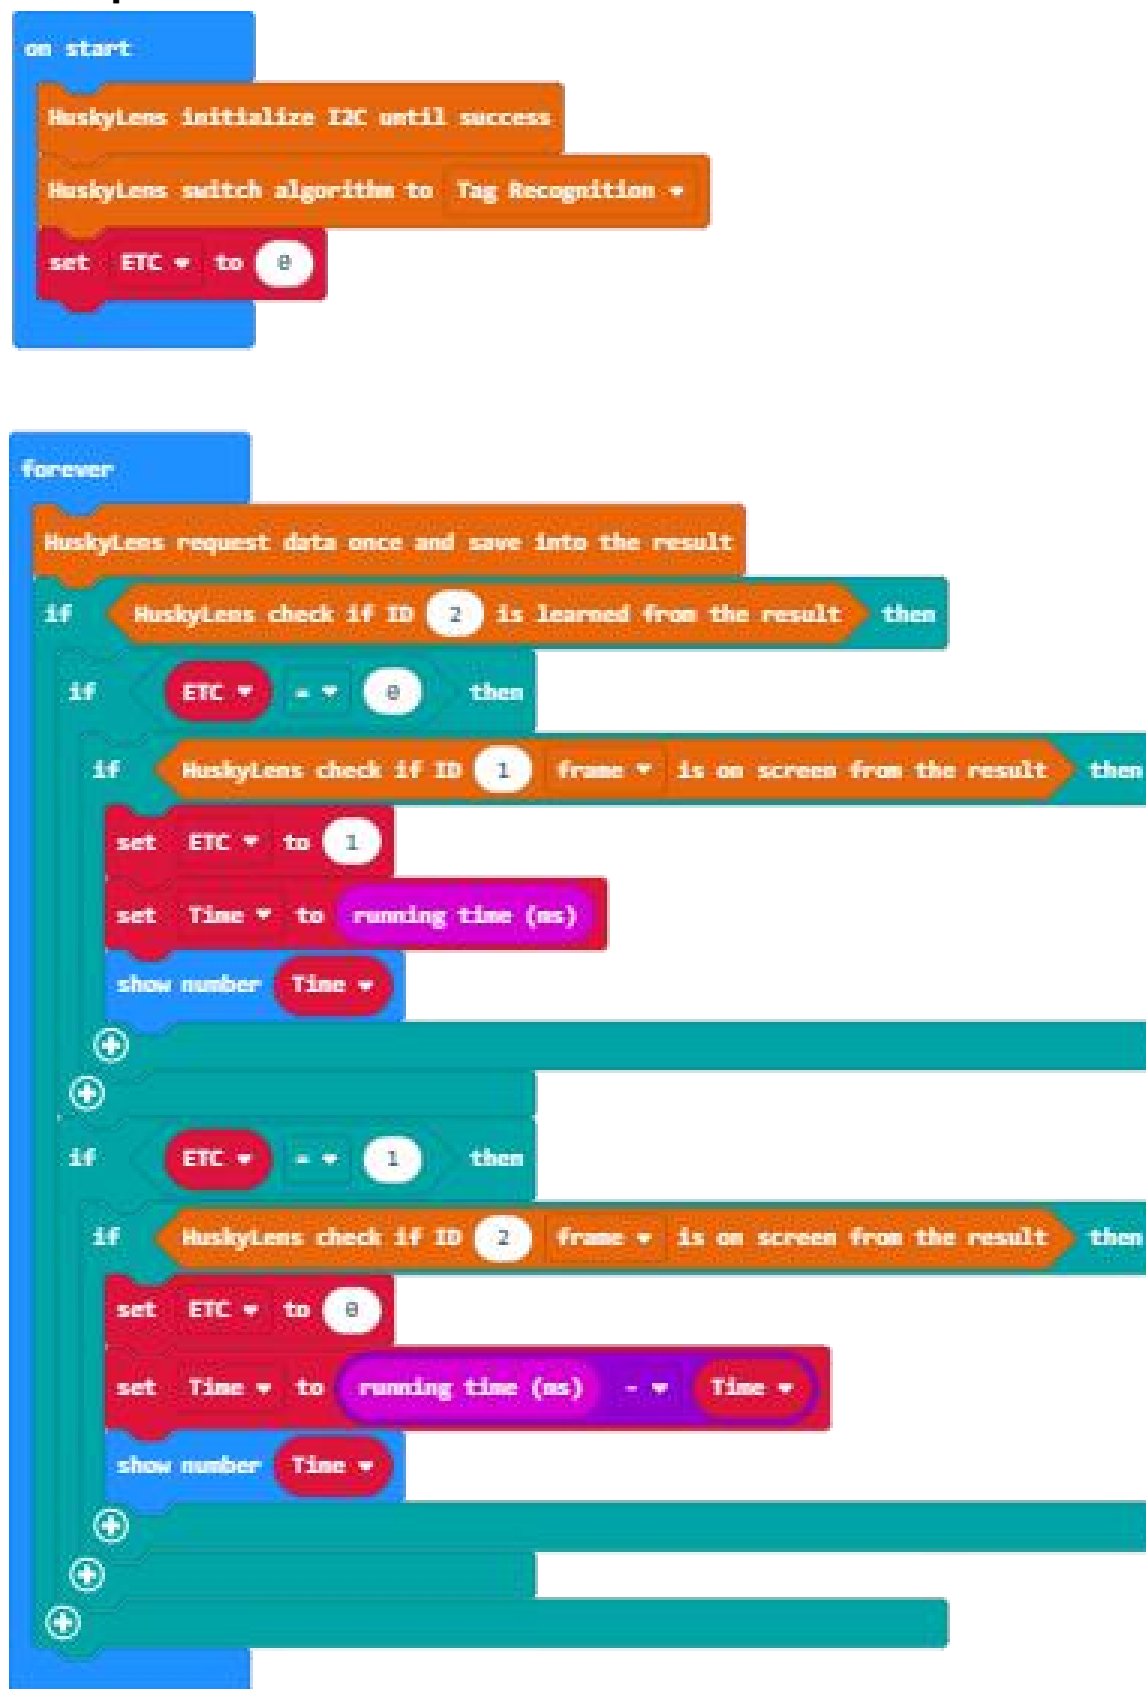 on start
HuskyLens initialize I2C until success
HuskyLens switch algorithm to Tag Recognition
set ETC to 0
forever
HuskyLens request data once and save into the result
if HuskyLens check if ID 2 is learned from the result then
if ETC = 0 then
if HuskyLens check if ID 1 frame is on screen from the result then
set ETC to 1
set Time to running time (ms)
show number Time
if ETC = 1 then
if HuskyLens check if ID 2 frame is on screen from the result then
set ETC to 0
set Time to running time (ms) - Time
show number Time